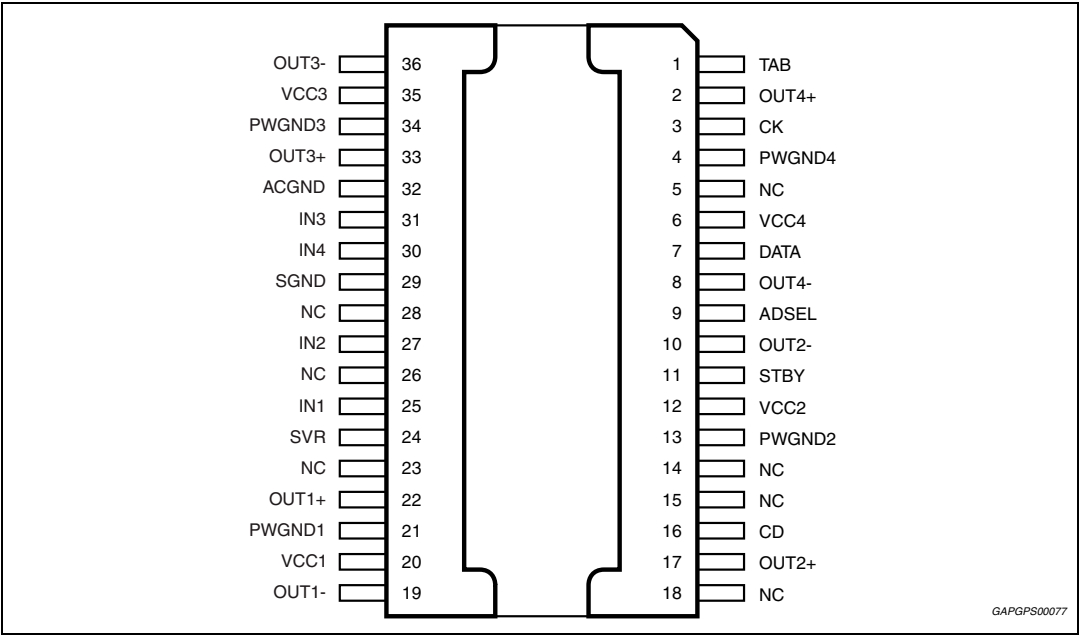 OUT3- 36 1 TAB
VCC3 35 2 OUT4+
PWGND3 34 3 CK
OUT3+ 33 4 PWGND4
ACGND 32 5 NC
IN3 31 6 VCC4
IN4 30 7 DATA
SGND 29 8 OUT4-
NC 28 9 ADSEL
IN2 27 10 OUT2-
NC 26 11 STBY
IN1 25 12 VCC2
SVR 24 13 PWGND2
NC 23 14 NC
OUT1+ 22 15 NC
PWGND1 21 16 CD
VCC1 20 17 OUT2+
OUT1- 19 18 NC
GAPGPS00077